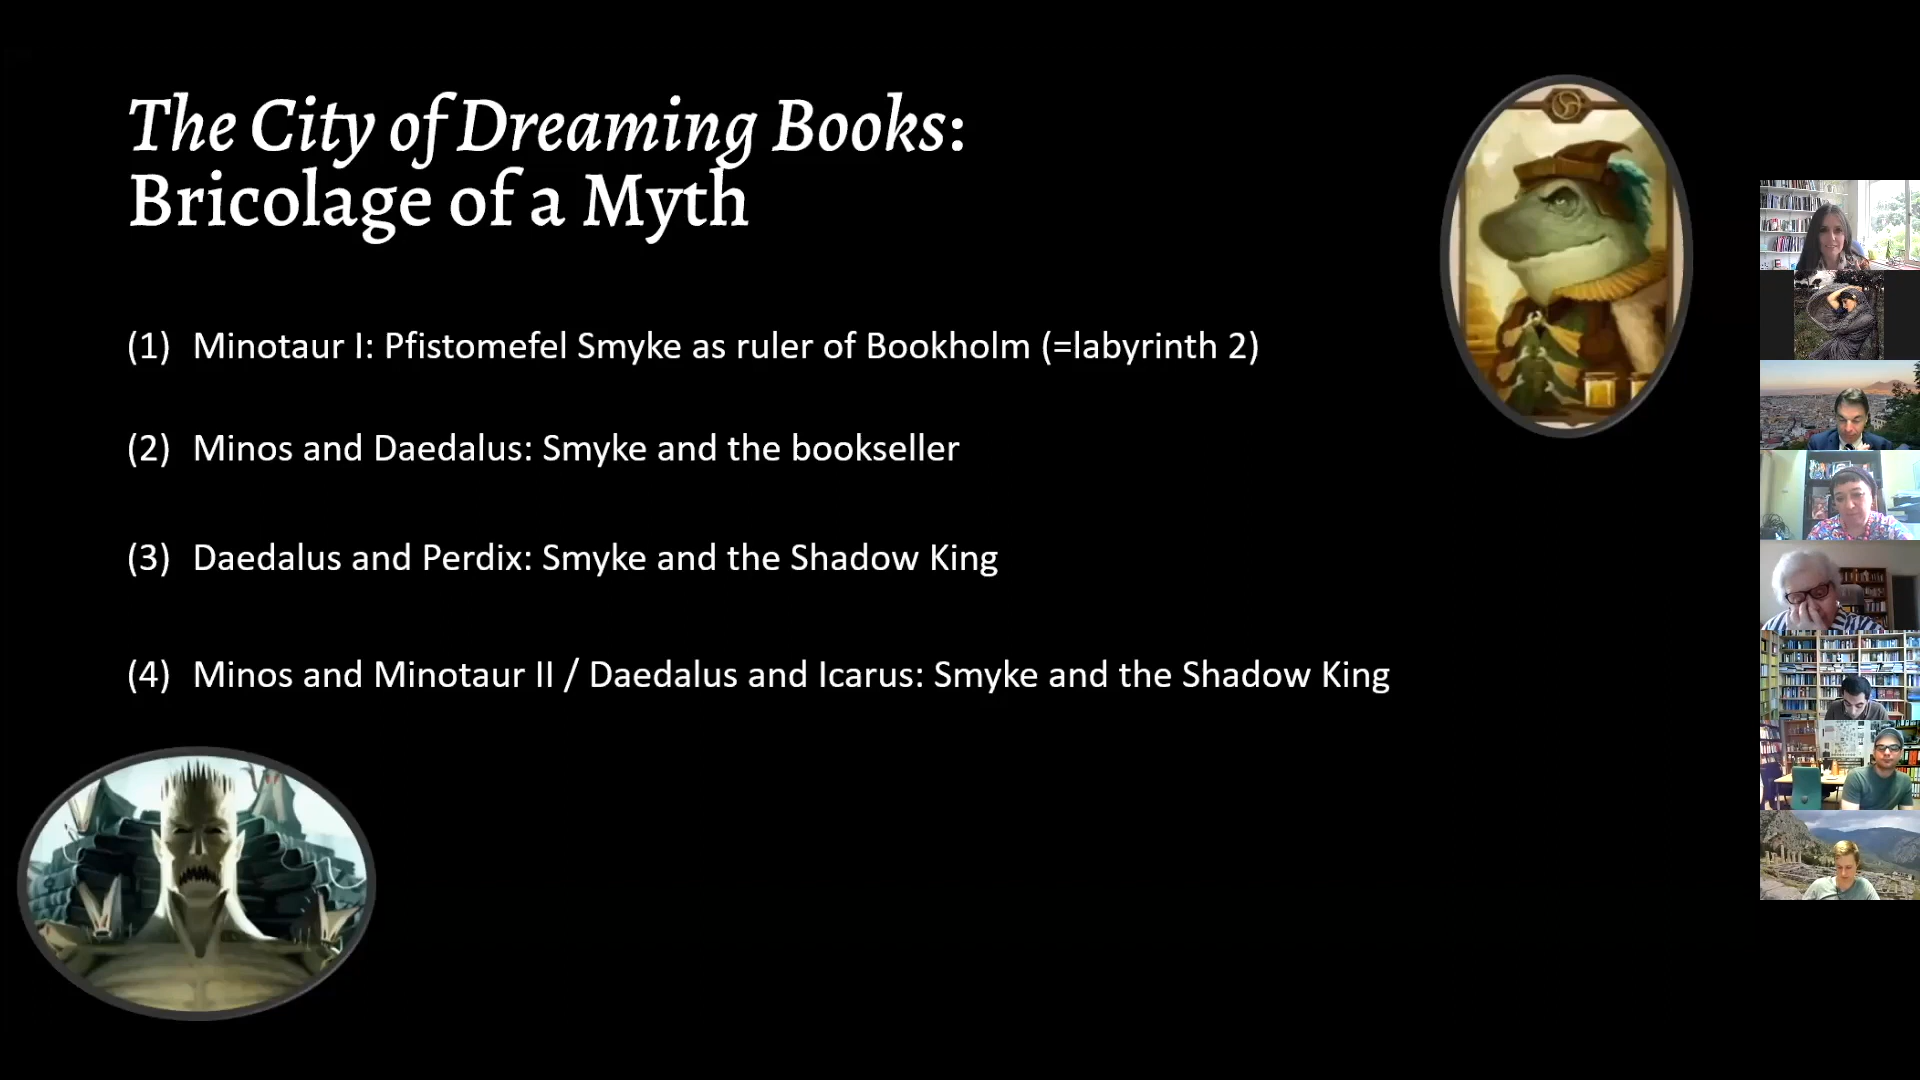 The City of Dreaming Books:
Bricolage of a Myth
(1) Minotaur I: Pfistomefel Smyke as ruler of Bookholm (=labyrinth 2)
(2) Minos and Daedalus: Smyke and the bookseller
(3) Daedalus and Perdix: Smyke and the Shadow King
(4) Minos and Minotaur II / Daedalus and Icarus: Smyke and the Shadow King